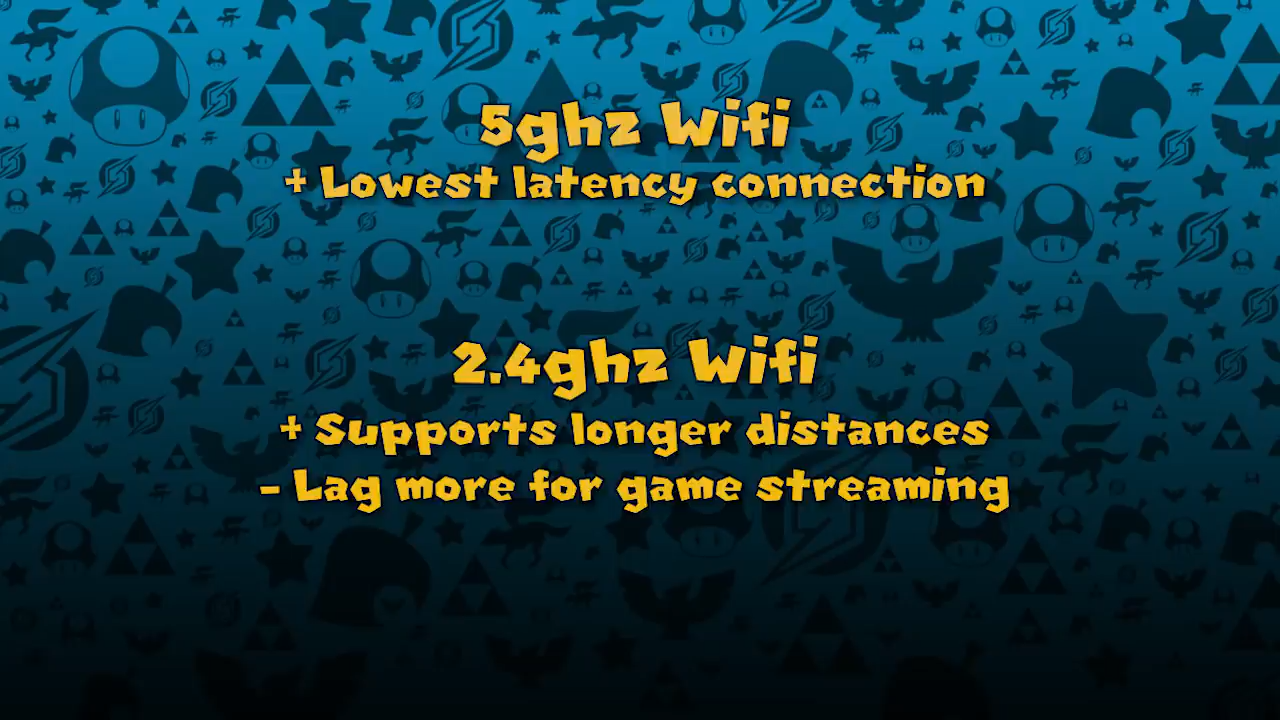 5ghz Wifi
+ Lowest latency connection
2.4ghz Wifi
+ Supports longer distances
- Lag more for game streaming